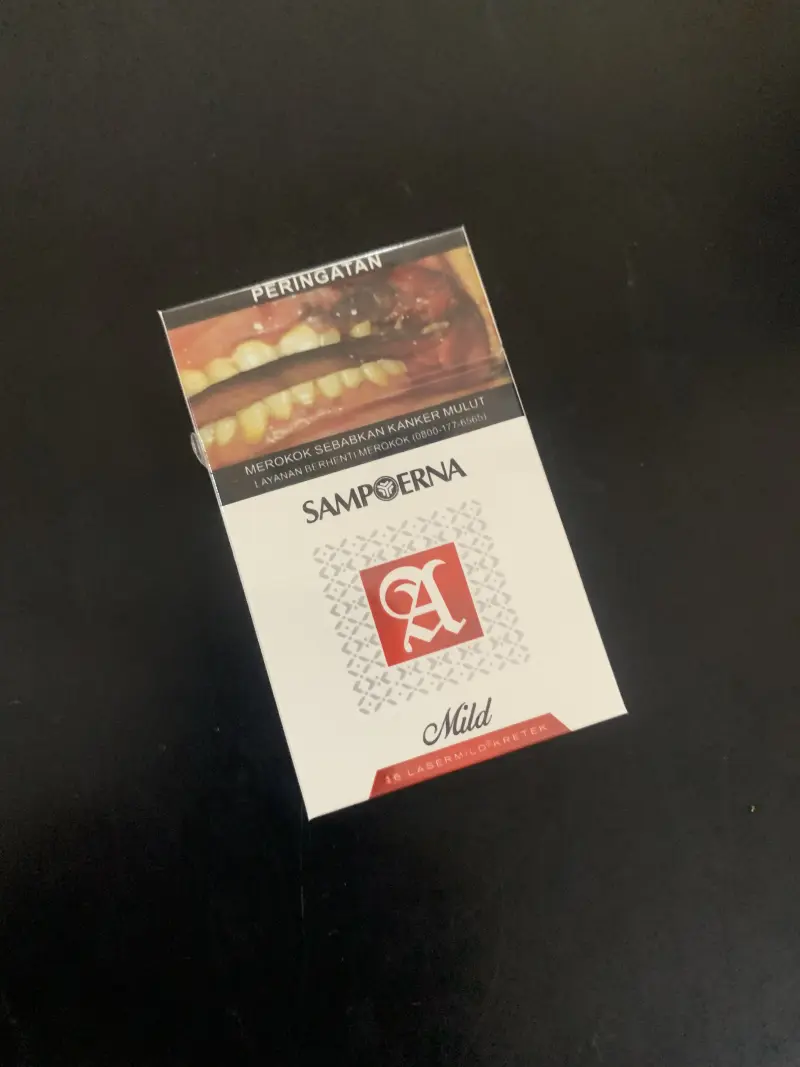 PERINGATAN
MEROKOK SEBABKAN KANKER MULUT
LAYANAN BERHENTI MEROKOK (0800-177-6565)
SAMPOERNA
A
Mild
16 LASERMILD KRETEK